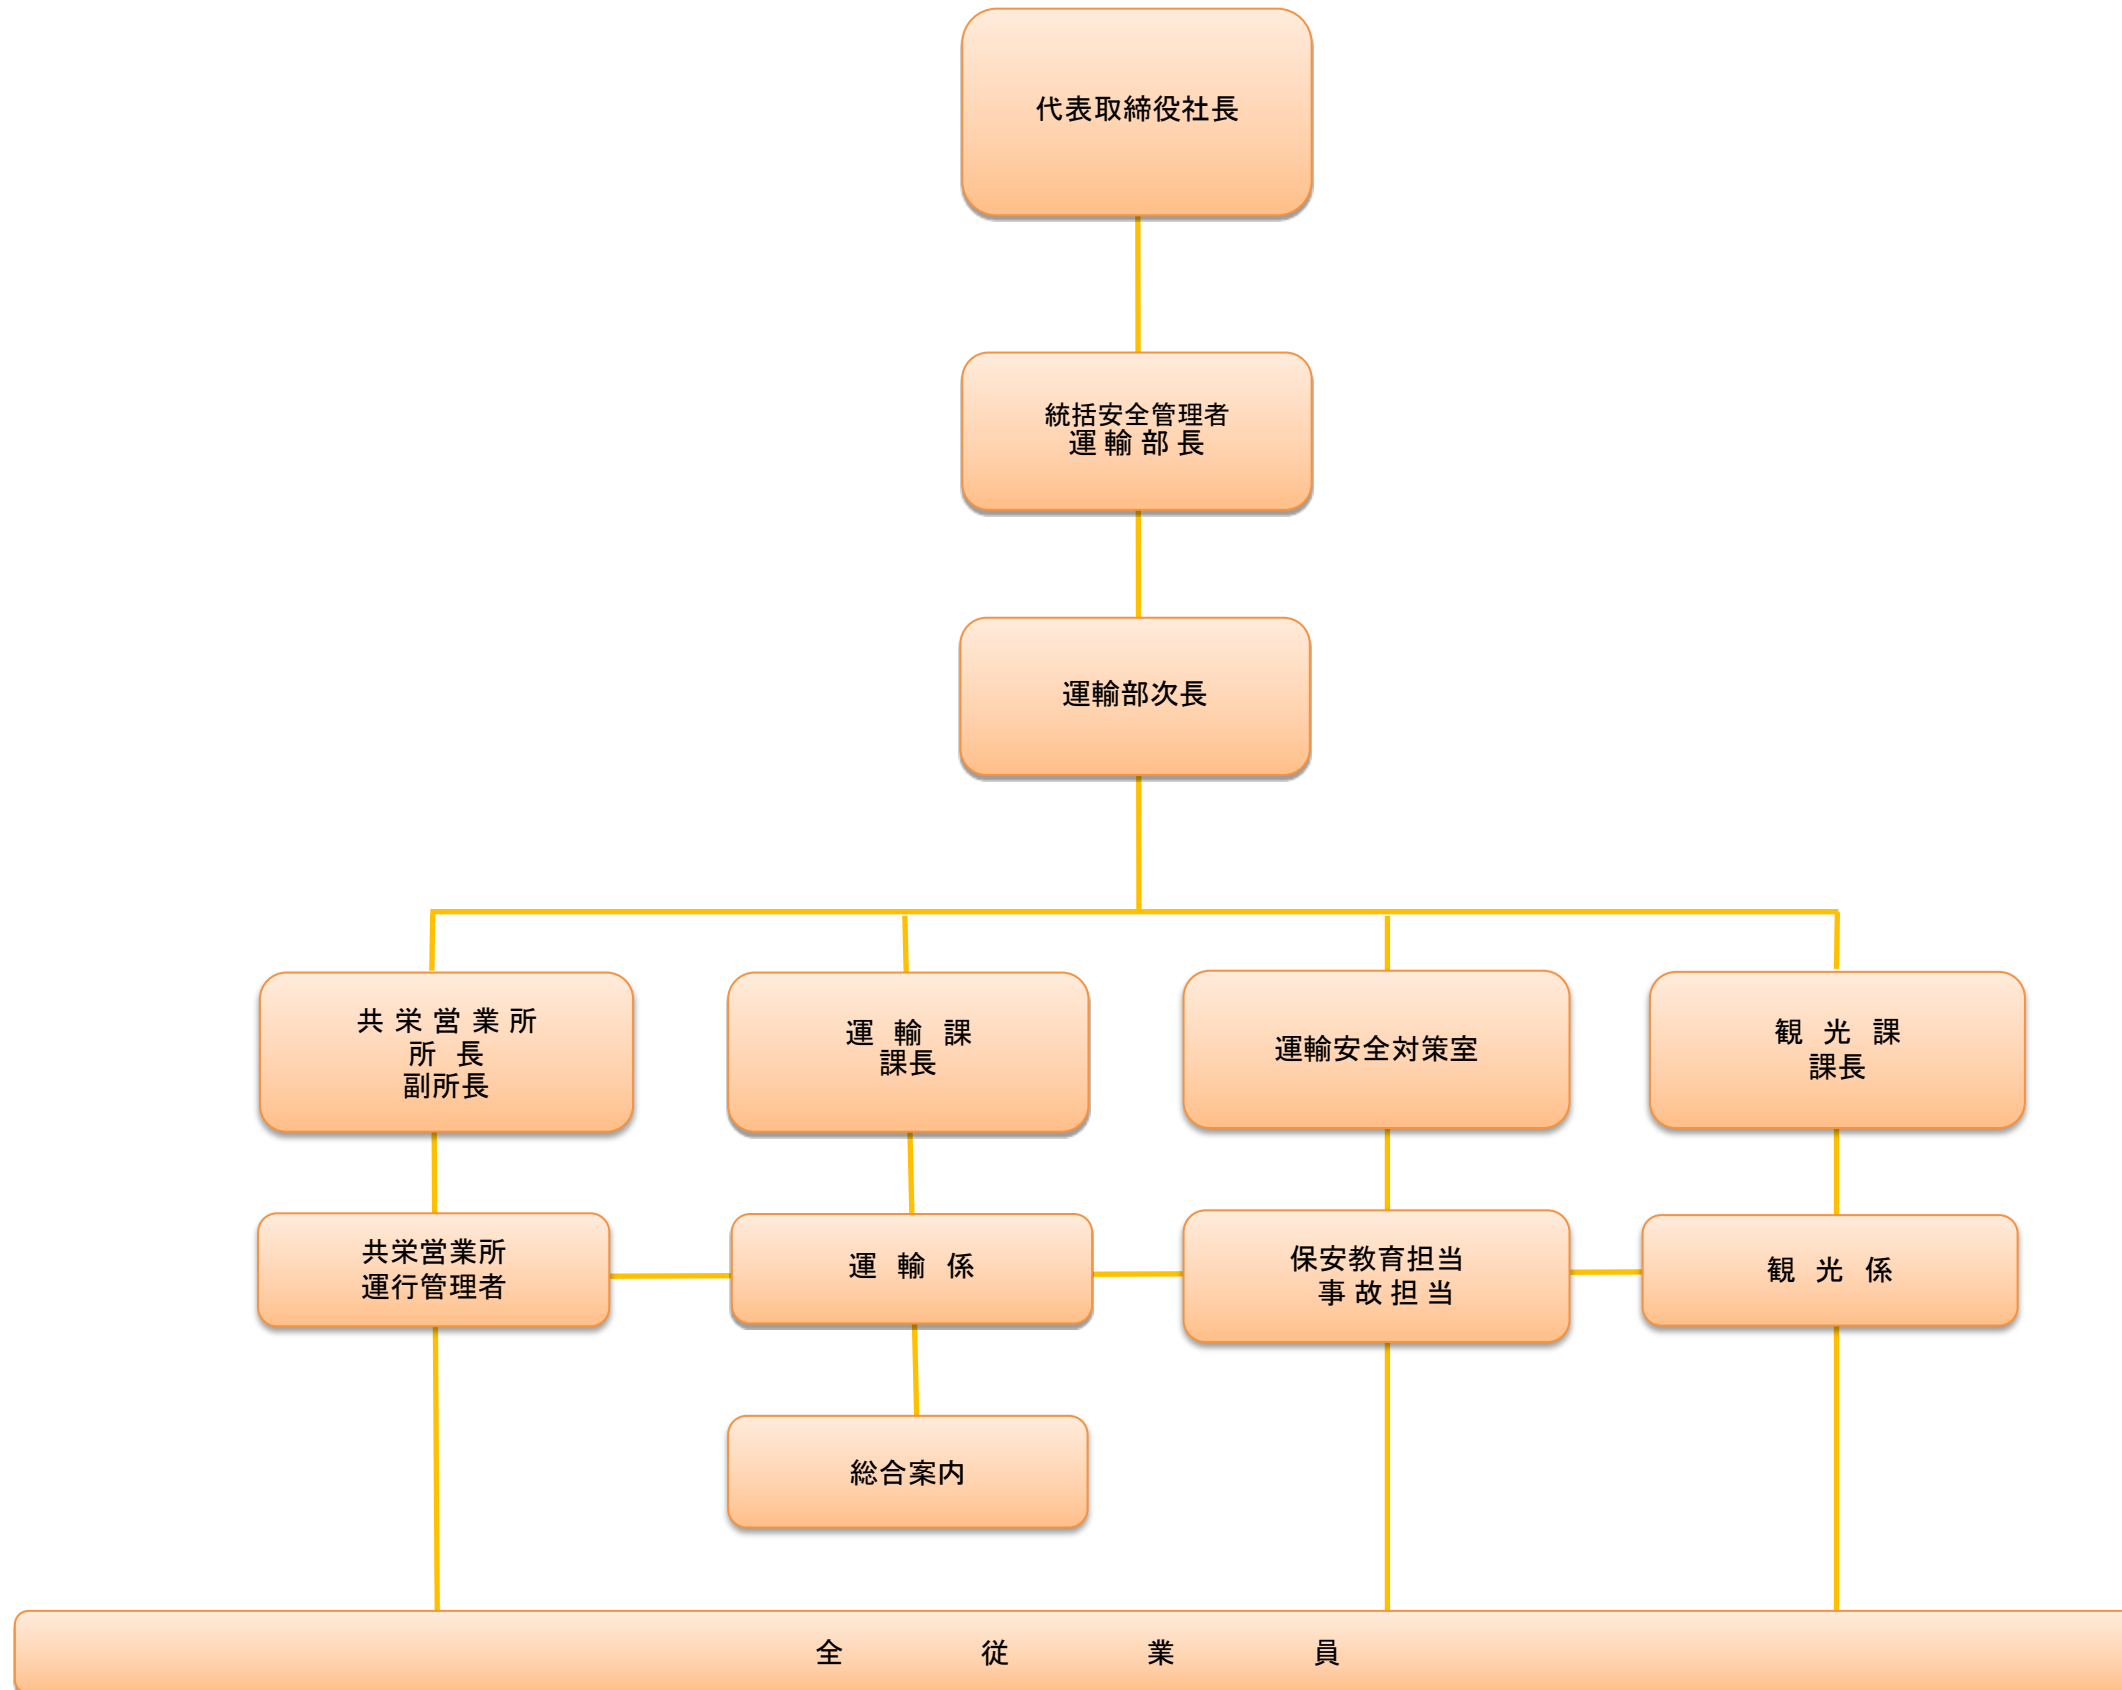 代表取締役社長
統括安全管理者
運 輸 部 長
運輸部次長
共 栄 営 業 所
所 長
副所長
運 輸 課
課長
運輸安全対策室
観 光 課
課長
共栄営業所
運行管理者
運 輸 係
保安教育担当
事 故 担 当
観 光 係
総合案内
全 従 業 員